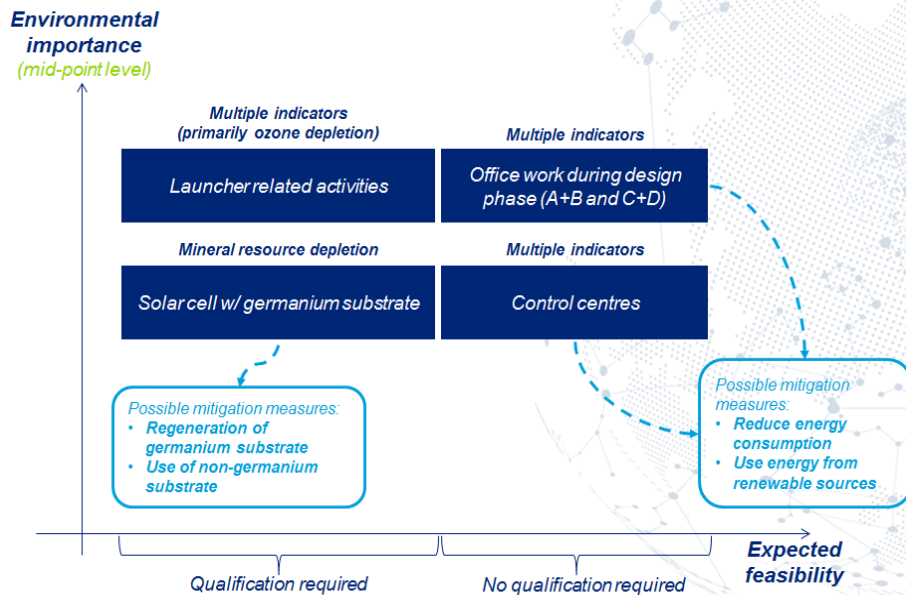 Environmental
importance
(mid-point level)
Multiple indicators
(primarily ozone depletion)
Multiple indicators
Launcher related activities
Office work during design
phase (A+B and C+D)
Mineral resource depletion
Multiple indicators
Solar cell w/ germanium substrate
Control centres
Possible mitigation measures:
• Regeneration of
germanium substrate
• Use of non-germanium
substrate
Possible mitigation
measures:
• Reduce energy
consumption
• Use energy from
renewable sources
Expected
feasibility
Qualification required
No qualification required